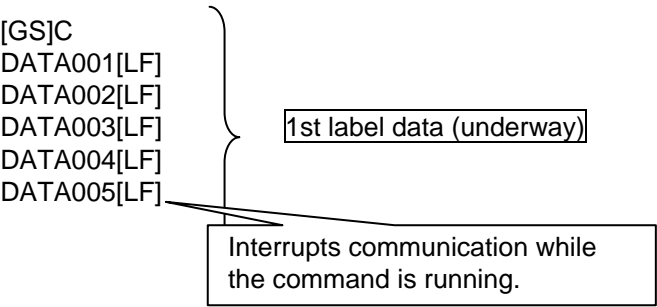 [GS]C
DATA001[LF]
DATA002[LF]
DATA003[LF]
DATA004[LF]
DATA005[LF]
1st label data (underway)
Interrupts communication while
the command is running.